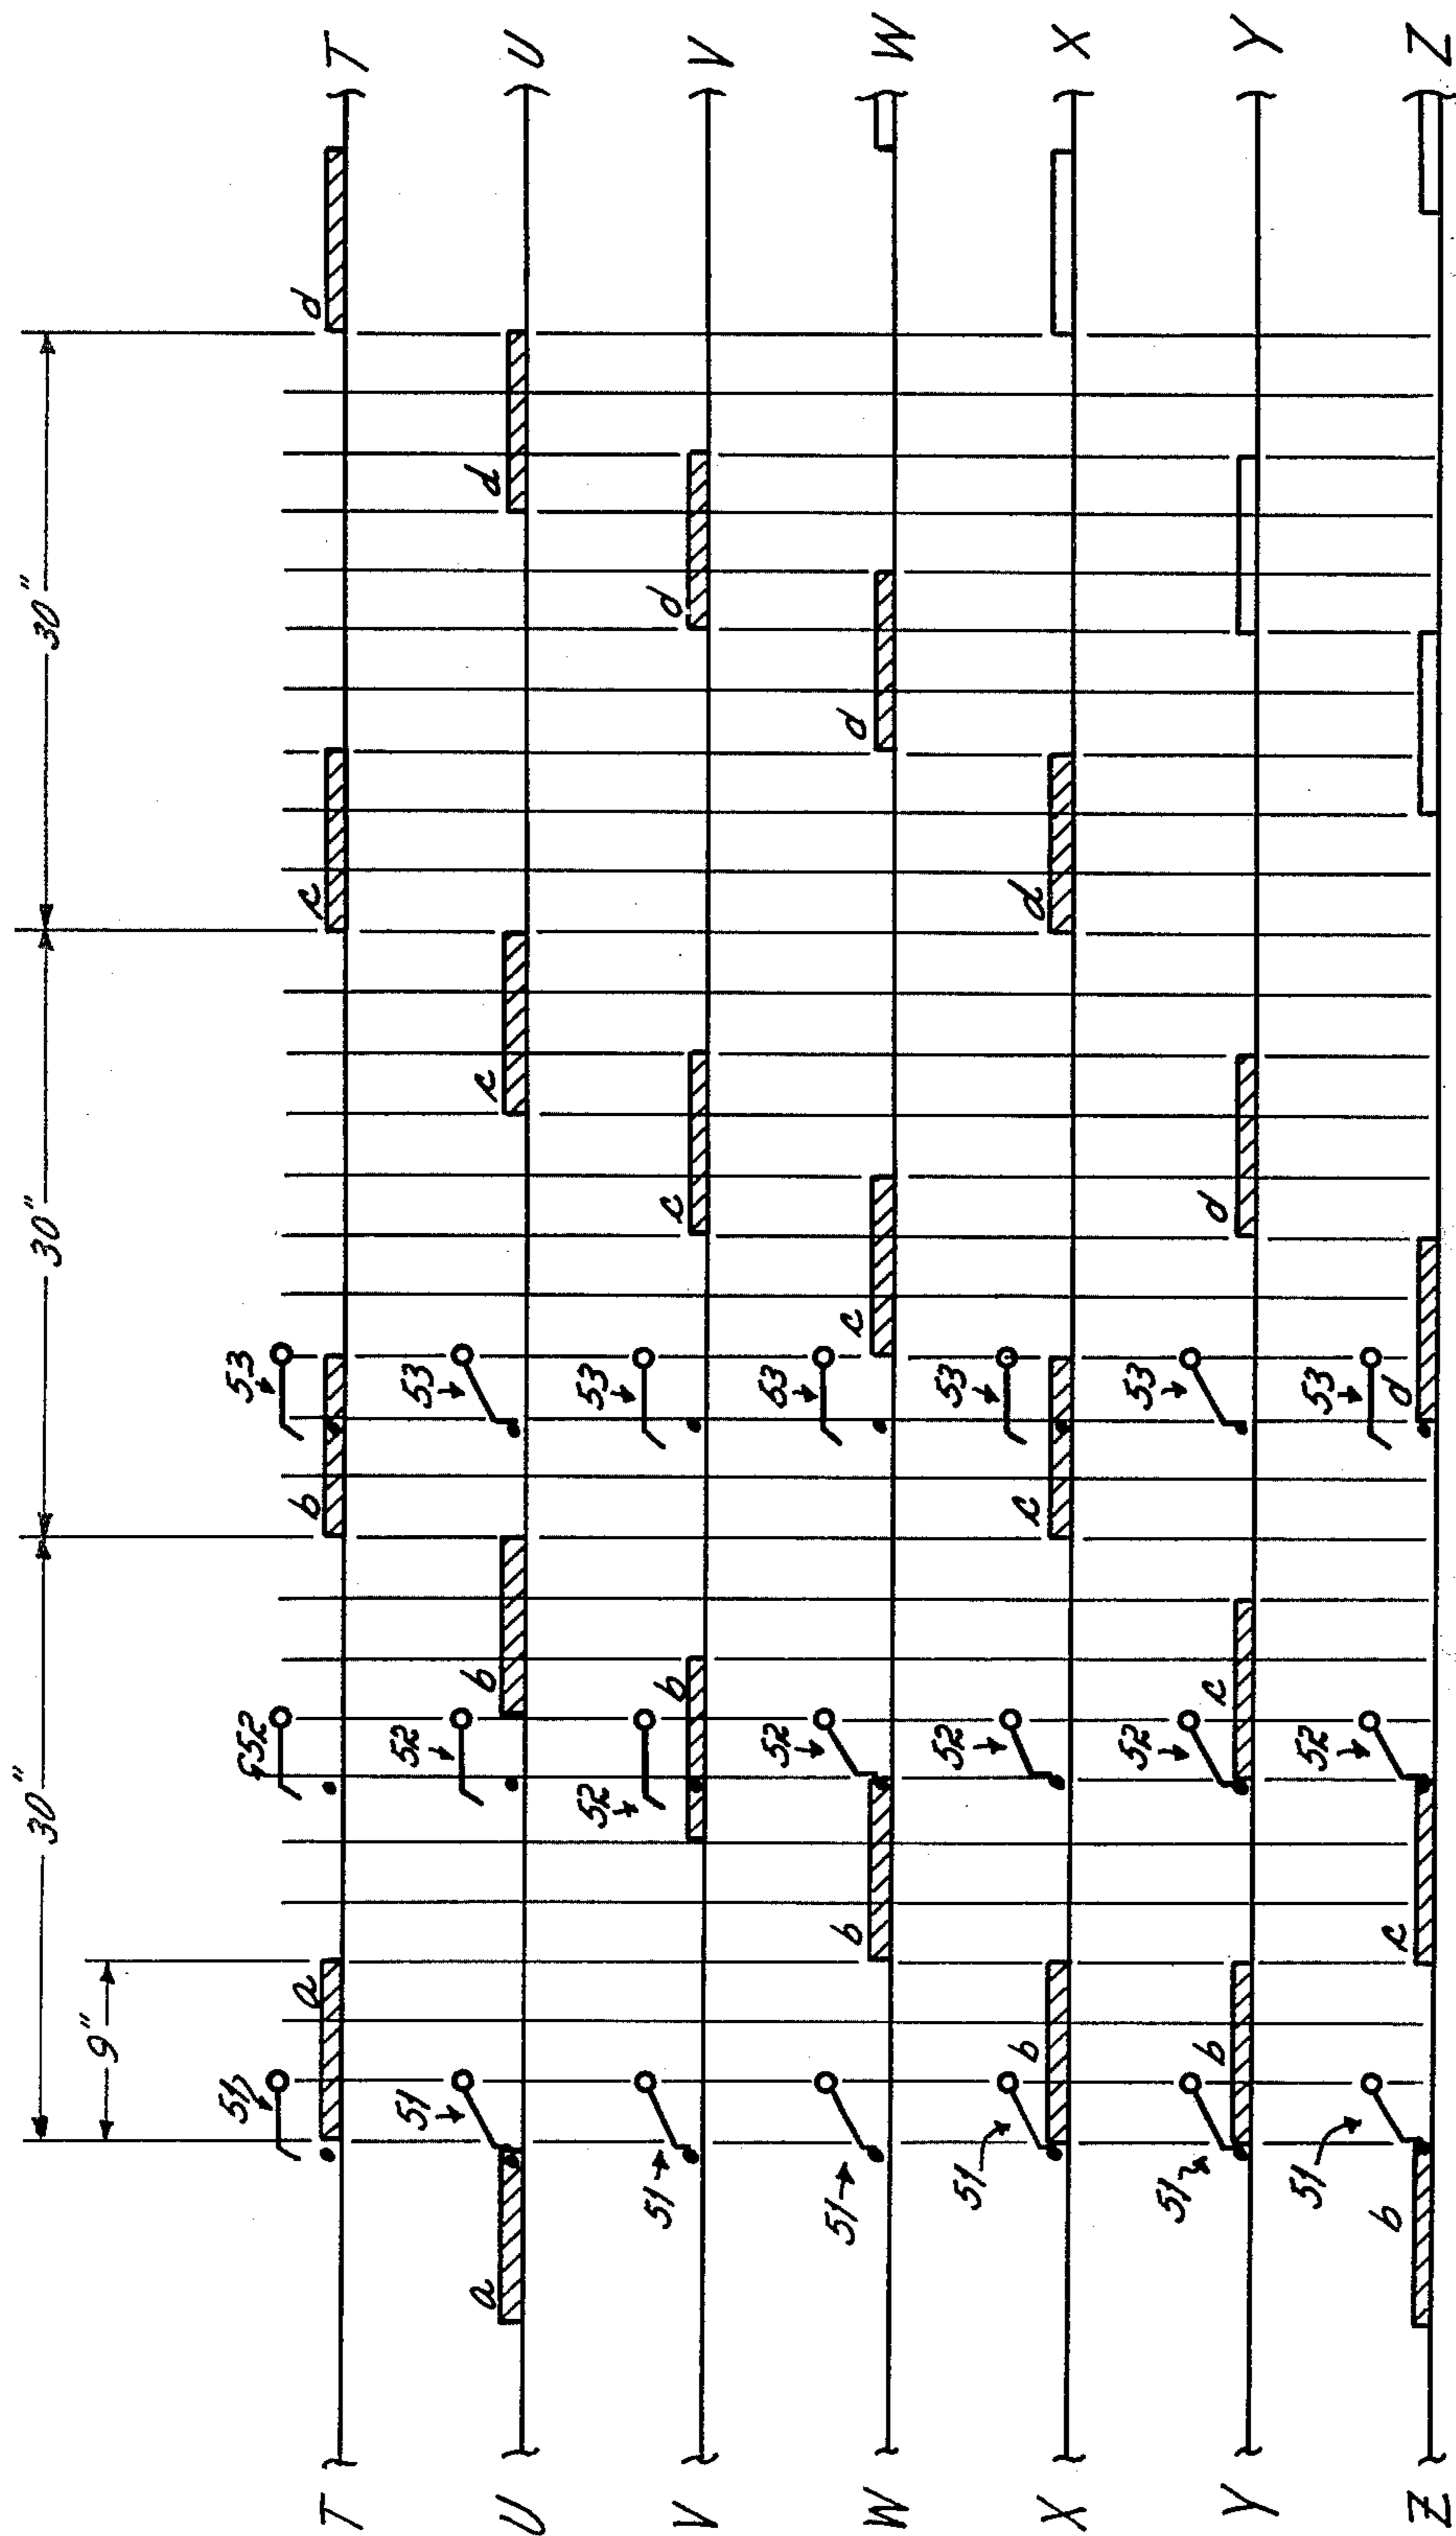 30" 30" 30"
9"
51 52 53
T a b c d T
51 52 53
U a b c d U
51 52 53
V b c d V
51 52 53
W b c d W
51 52 53
X b c d X
51 52 53
Y b c d Y
51 52 53
Z b c d Z